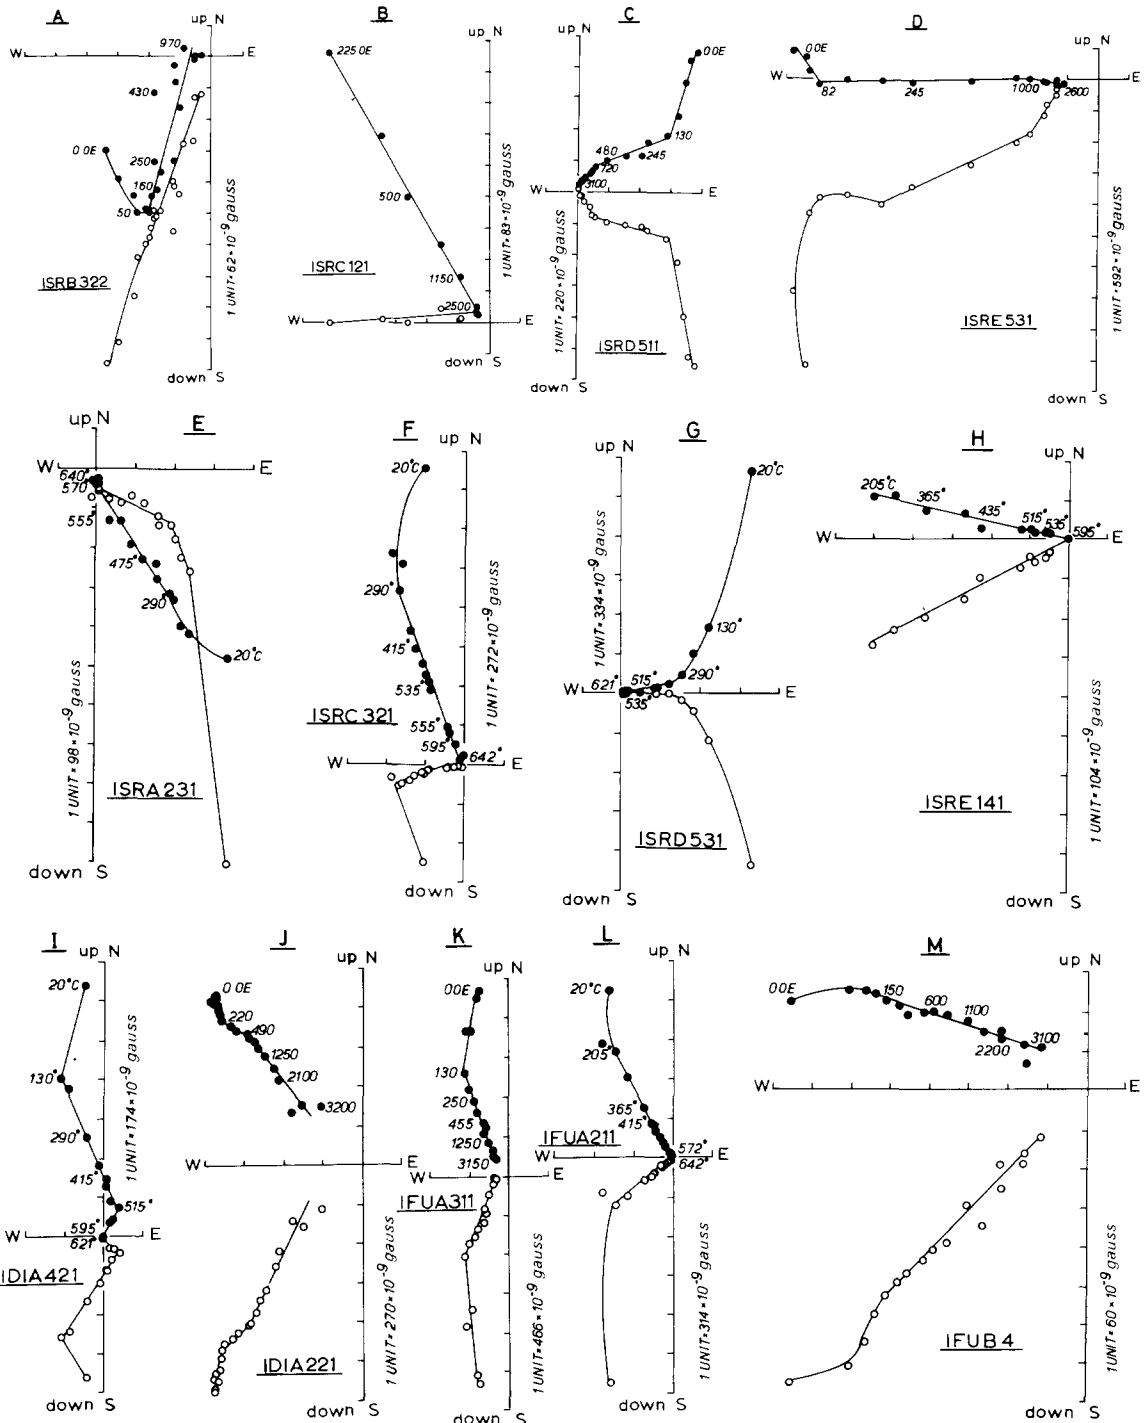 A
up N
970
W
E
430
0 OE
250
160
50
ISRB 322
1 UNIT = 62×10⁻⁹ gauss
down S
B
up N
225 OE
500
1150
2500
ISRC 121
W
E
1 UNIT = 83×10⁻⁹ gauss
down S
C
up N
0 OE
130
480
245
720
3100
W
E
1 UNIT = 220×10⁻⁹ gauss
ISRD 511
down S
D
up N
0 OE
W
E
82
245
1000
2600
1 UNIT = 592×10⁻⁹ gauss
ISRE 531
down S
E
up N
W
E
640°
570°
555°
475°
290°
20°C
1 UNIT = 98×10⁻⁹ gauss
ISRA 231
down S
F
up N
20°C
290°
415°
535°
ISRC 321
555°
595°
642°
W
E
1 UNIT = 272×10⁻⁹ gauss
down S
G
up N
20°C
1 UNIT = 334×10⁻⁹ gauss
130°
290°
W
621°
515°
535°
E
ISRD 531
down S
H
up N
205°C
365°
435°
515°
535°
595°
W
E
ISRE 141
1 UNIT = 104×10⁻⁹ gauss
down S
I
up N
20°C
130°
290°
415°
515°
595°
621°
W
E
1 UNIT = 174×10⁻⁹ gauss
IDIA 421
down S
J
up N
0 OE
220
490
1250
2100
3200
W
E
1 UNIT = 270×10⁻⁹ gauss
IDIA 221
down S
K
up N
0 OE
130
250
455
1250
3150
W
E
IFUA 311
1 UNIT = 466×10⁻⁹ gauss
down S
L
up N
20°C
205°
365°
415°
IFUA 211
572°
642°
W
E
1 UNIT = 314×10⁻⁹ gauss
down S
M
up N
0 OE
150
600
1100
2200
3100
W
E
1 UNIT = 60×10⁻⁹ gauss
IFUB 4
down S